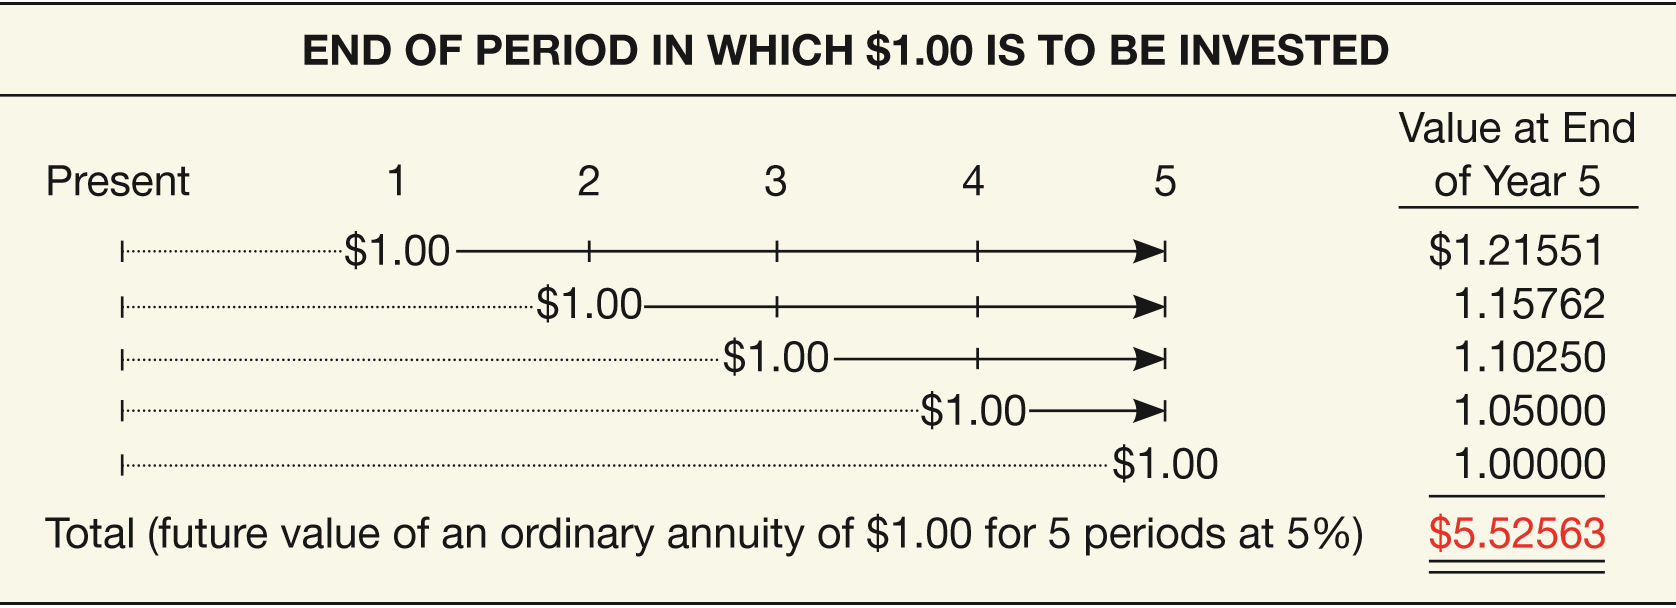 END OF PERIOD IN WHICH $1.00 IS TO BE INVESTED
Value at End
Present 1 2 3 4 5 of Year 5
$1.00 $1.21551
$1.00 1.15762
$1.00 1.10250
$1.00 1.05000
$1.00 1.00000
Total (future value of an ordinary annuity of $1.00 for 5 periods at 5%) $5.52563